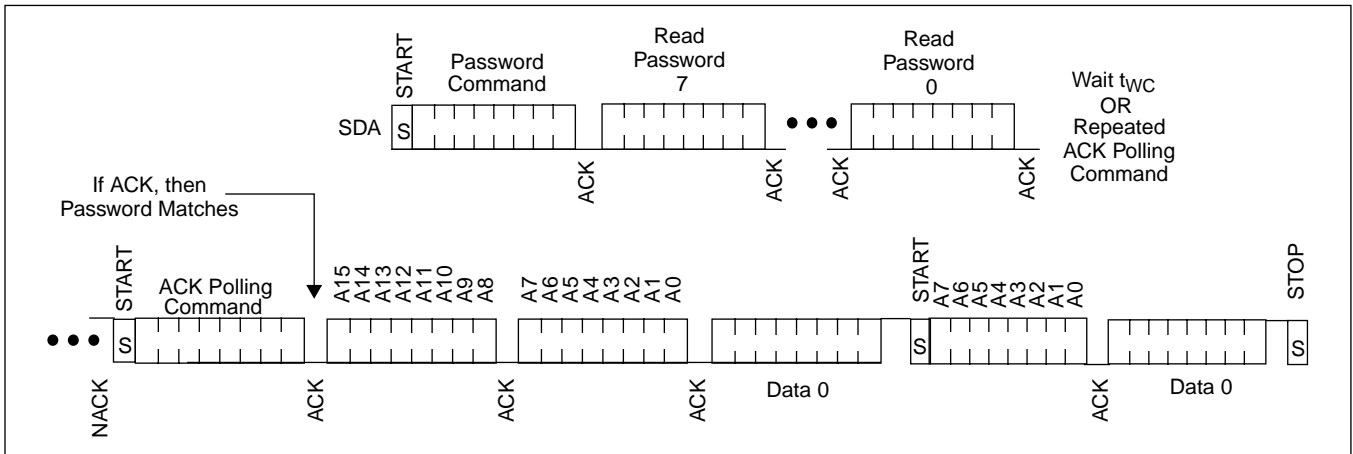 START
Password
Command
Read
Password
7
Read
Password
0
Wait tWC
OR
Repeated
ACK Polling
Command
SDA
S
ACK
ACK
ACK
ACK
If ACK, then
Password Matches
START
ACK Polling
Command
A15
A14
A13
A12
A11
A10
A9
A8
A7
A6
A5
A4
A3
A2
A1
A0
START
A7
A6
A5
A4
A3
A2
A1
A0
STOP
S
S
S
NACK
ACK
ACK
ACK
Data 0
ACK
Data 0